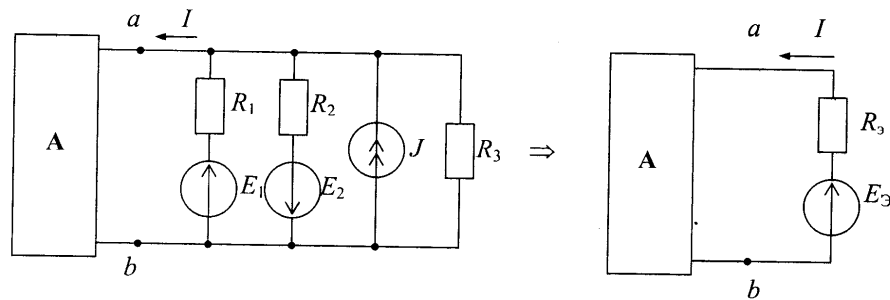 a I a I
R₁ R₂ Rэ
A J R₃ ⇒ A
E₁ E₂ Eэ
b b